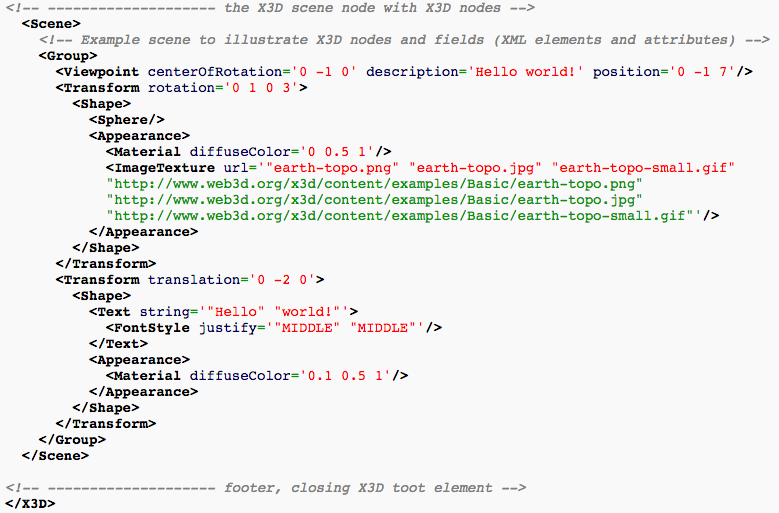 <!-- -------------------- the X3D scene node with X3D nodes -->
<Scene>
<!-- Example scene to illustrate X3D nodes and fields (XML elements and attributes) -->
<Group>
<Viewpoint centerOfRotation='0 -1 0' description='Hello world!' position='0 -1 7'/>
<Transform rotation='0 1 0 3'>
<Shape>
<Sphere/>
<Appearance>
<Material diffuseColor='0 0.5 1'/>
<ImageTexture url='"earth-topo.png" "earth-topo.jpg" "earth-topo-small.gif"
"http://www.web3d.org/x3d/content/examples/Basic/earth-topo.png"
"http://www.web3d.org/x3d/content/examples/Basic/earth-topo.jpg"
"http://www.web3d.org/x3d/content/examples/Basic/earth-topo-small.gif"'/>
</Appearance>
</Shape>
</Transform>
<Transform translation='0 -2 0'>
<Shape>
<Text string='"Hello" "world!"'>
<FontStyle justify='"MIDDLE" "MIDDLE"'/>
</Text>
<Appearance>
<Material diffuseColor='0.1 0.5 1'/>
</Appearance>
</Shape>
</Transform>
</Group>
</Scene>
<!-- -------------------- footer, closing X3D toot element -->
</X3D>